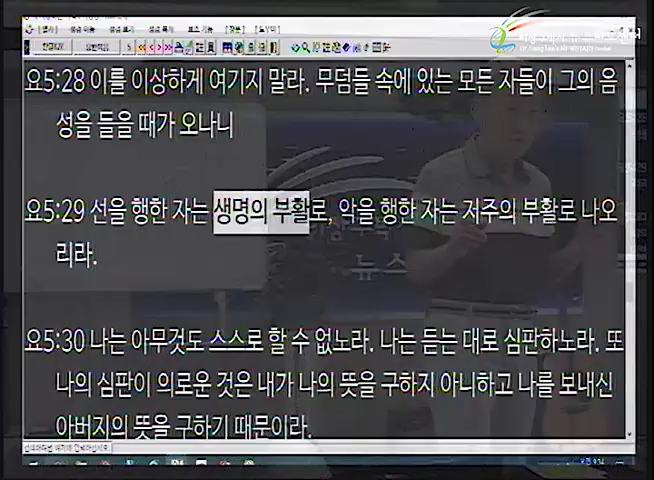 요5:28 이를 이상하게 여기지 말라. 무덤들 속에 있는 모든 자들이 그의 음
성을 들을 때가 오나니
요5:29 선을 행한 자는 생명의 부활로, 악을 행한 자는 저주의 부활로 나오
리라.
요5:30 나는 아무것도 스스로 할 수 없노라. 나는 듣는 대로 심판하노라. 또
나의 심판이 의로운 것은 내가 나의 뜻을 구하지 아니하고 나를 보내신
아버지의 뜻을 구하기 때문이라.
뉴스